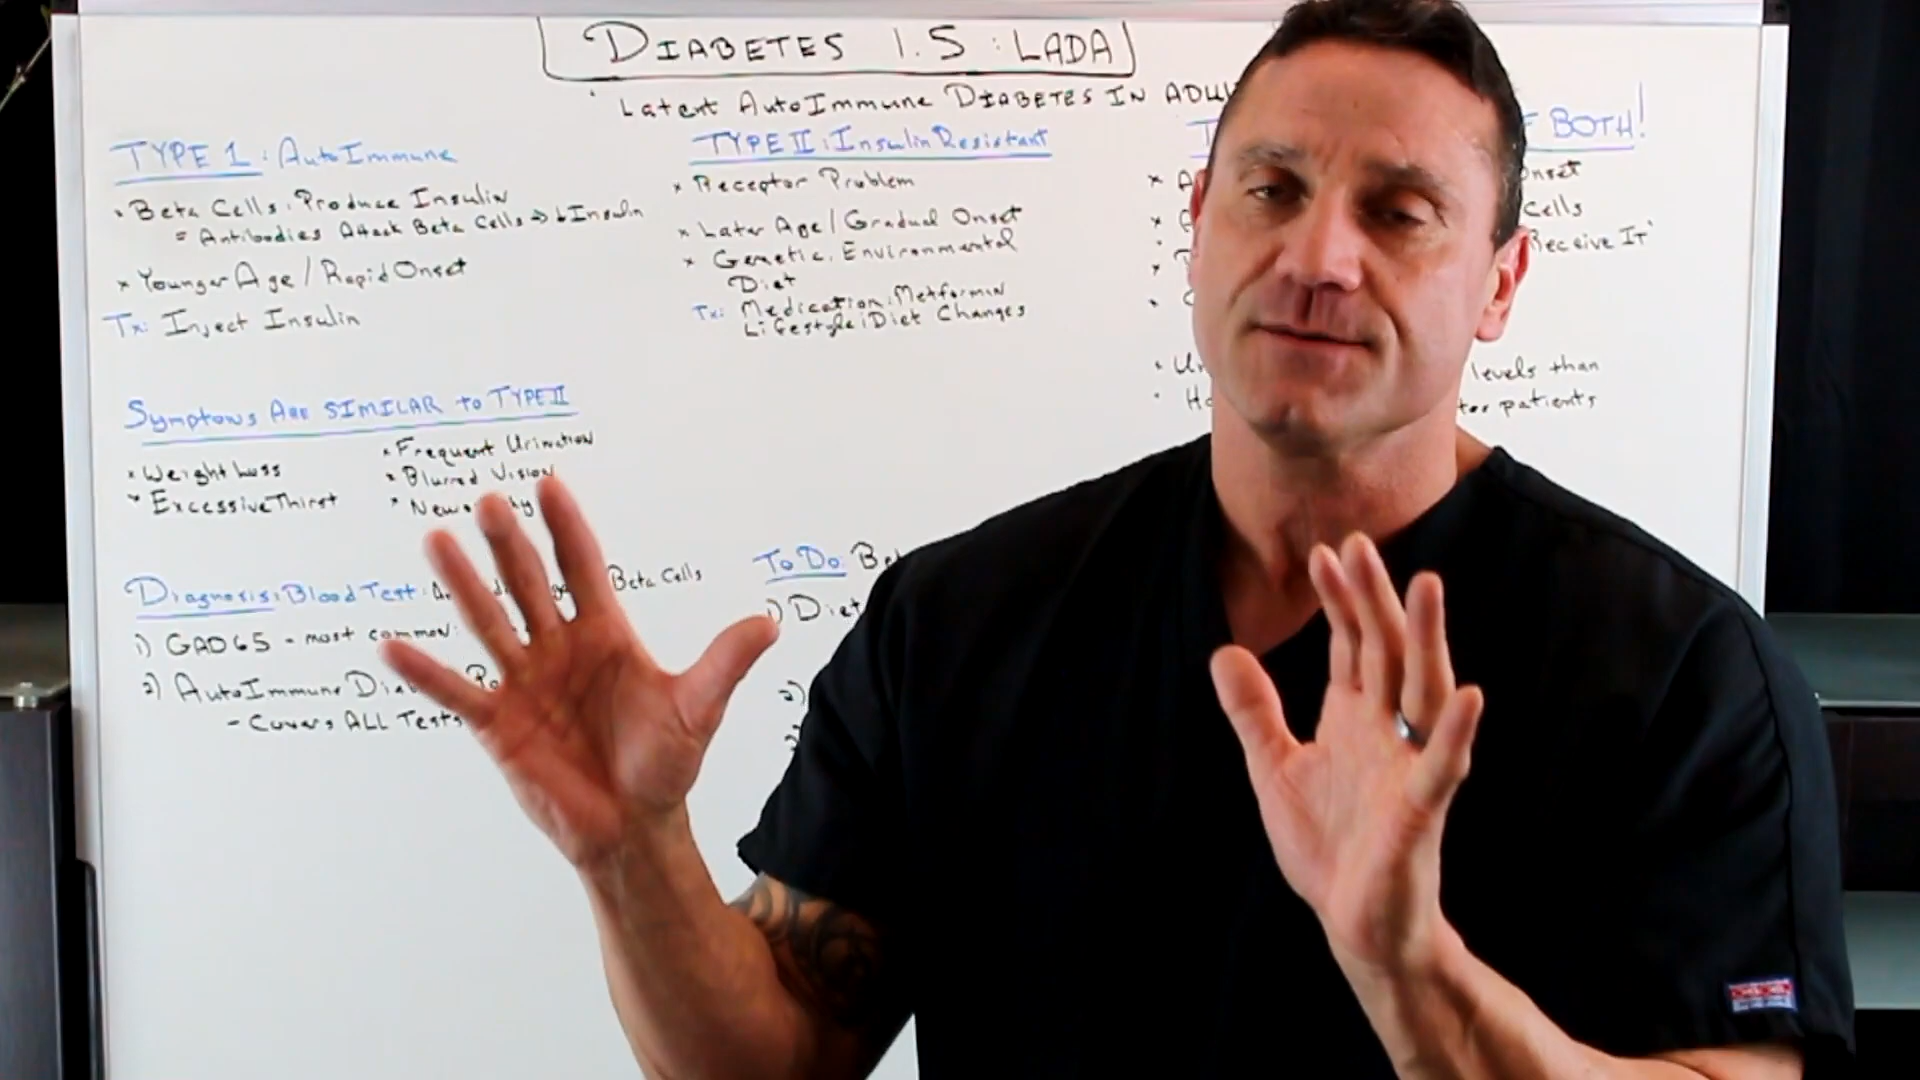 DIABETES 1.5 : LADA
Latent AutoImmune DIABETES IN
TYPE 1 : AutoImmune
Beta Cells : Produce Insulin
= Antibodies Attack Beta Cells → ↓ Insulin
* Younger Age / Rapid Onset
Tx: Inject Insulin
TYPE II : Insulin Resistant
* Receptor Problem
* Later Age / Gradual Onset
* Genetic, Environmental
Diet
Tx: Medication : Metformin
Lifestyle / Diet Changes
BOTH!
Onset
Cells
Receive IT'
levels than
patients
Symptoms Are SIMILAR to TYPE II
* Weight Loss
* Excessive Thirst
* Frequent Urination
* Blurred Vision
Diagnosis : Blood Test : Beta Cells
1) GAD65 - most common:
2) AutoImmune
- Covers ALL Tests
To Do:
1) Diet
2)